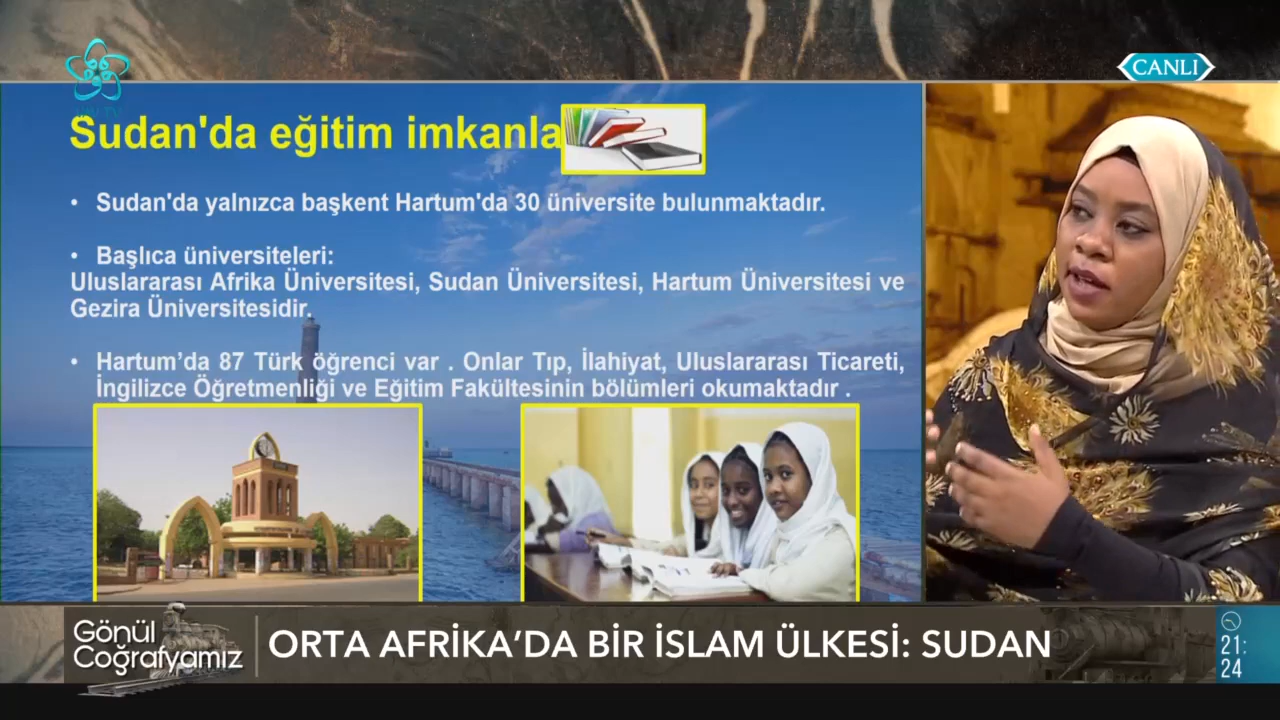 CANLI
Sudan'da eğitim imkanla
• Sudan'da yalnızca başkent Hartum'da 30 üniversite bulunmaktadır.
• Başlıca üniversiteleri:
Uluslararası Afrika Üniversitesi, Sudan Üniversitesi, Hartum Üniversitesi ve
Gezira Üniversitesidir.
• Hartum’da 87 Türk öğrenci var . Onlar Tıp, İlahiyat, Uluslararası Ticareti,
İngilizce Öğretmenliği ve Eğitim Fakültesinin bölümleri okumaktadır .
Gönül
Coğrafyamız
ORTA AFRİKA’DA BİR İSLAM ÜLKESİ: SUDAN
21:
24